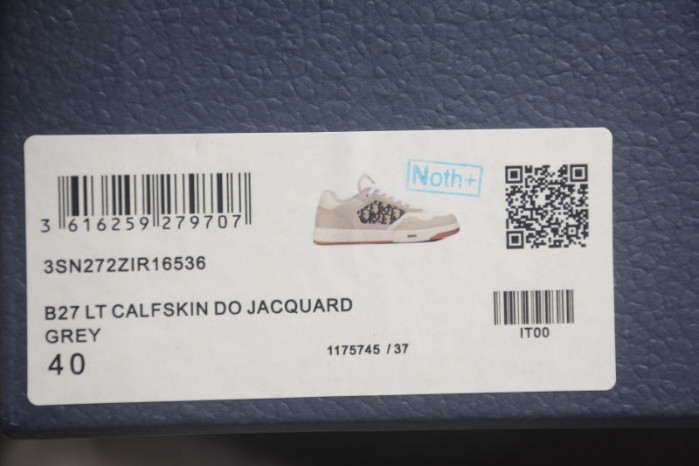 Noth+
3 616259 279707
3SN272ZIR16536
B27 LT CALFSKIN DO JACQUARD
GREY
40
1175745 / 37
IT00